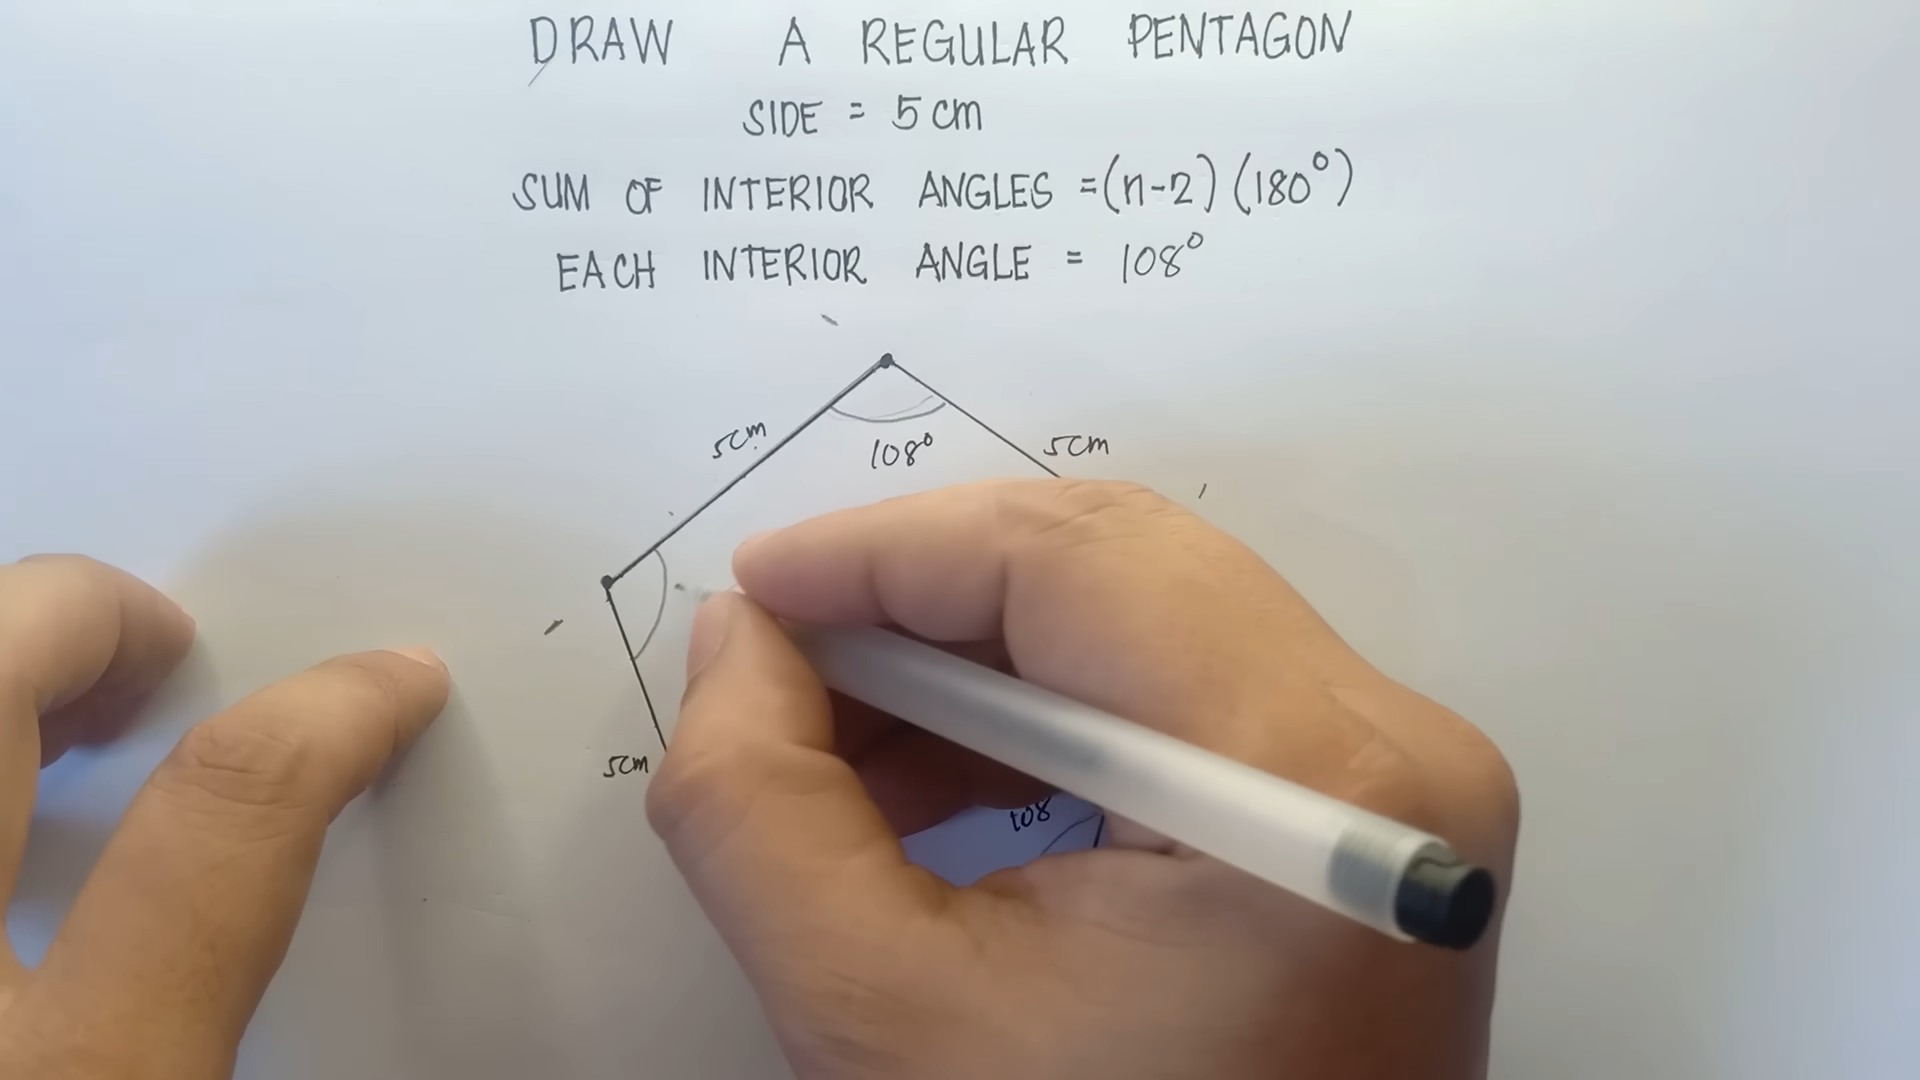 DRAW A REGULAR PENTAGON
SIDE = 5 cm
SUM OF INTERIOR ANGLES = (n-2) (180°)
EACH INTERIOR ANGLE = 108°
5cm
108°
5cm
5cm
108